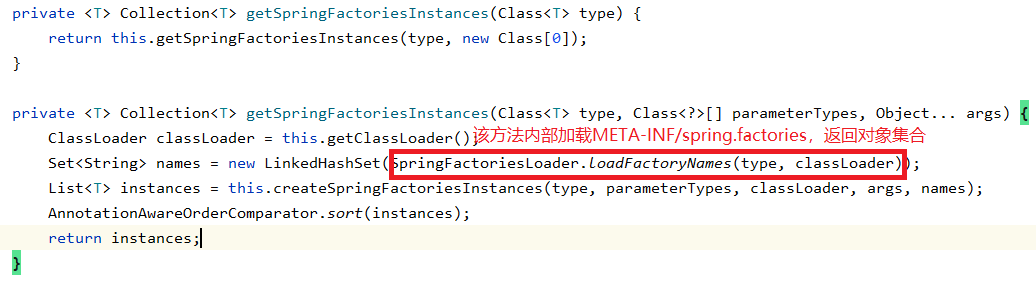 private <T> Collection<T> getSpringFactoriesInstances(Class<T> type) {
return this.getSpringFactoriesInstances(type, new Class[0]);
}
private <T> Collection<T> getSpringFactoriesInstances(Class<T> type, Class<?>[] parameterTypes, Object... args) {
ClassLoader classLoader = this.getClassLoader();该方法内部加载META-INF/spring.factories，返回对象集合
Set<String> names = new LinkedHashSet(SpringFactoriesLoader.loadFactoryNames(type, classLoader));
List<T> instances = this.createSpringFactoriesInstances(type, parameterTypes, classLoader, args, names);
AnnotationAwareOrderComparator.sort(instances);
return instances;
}